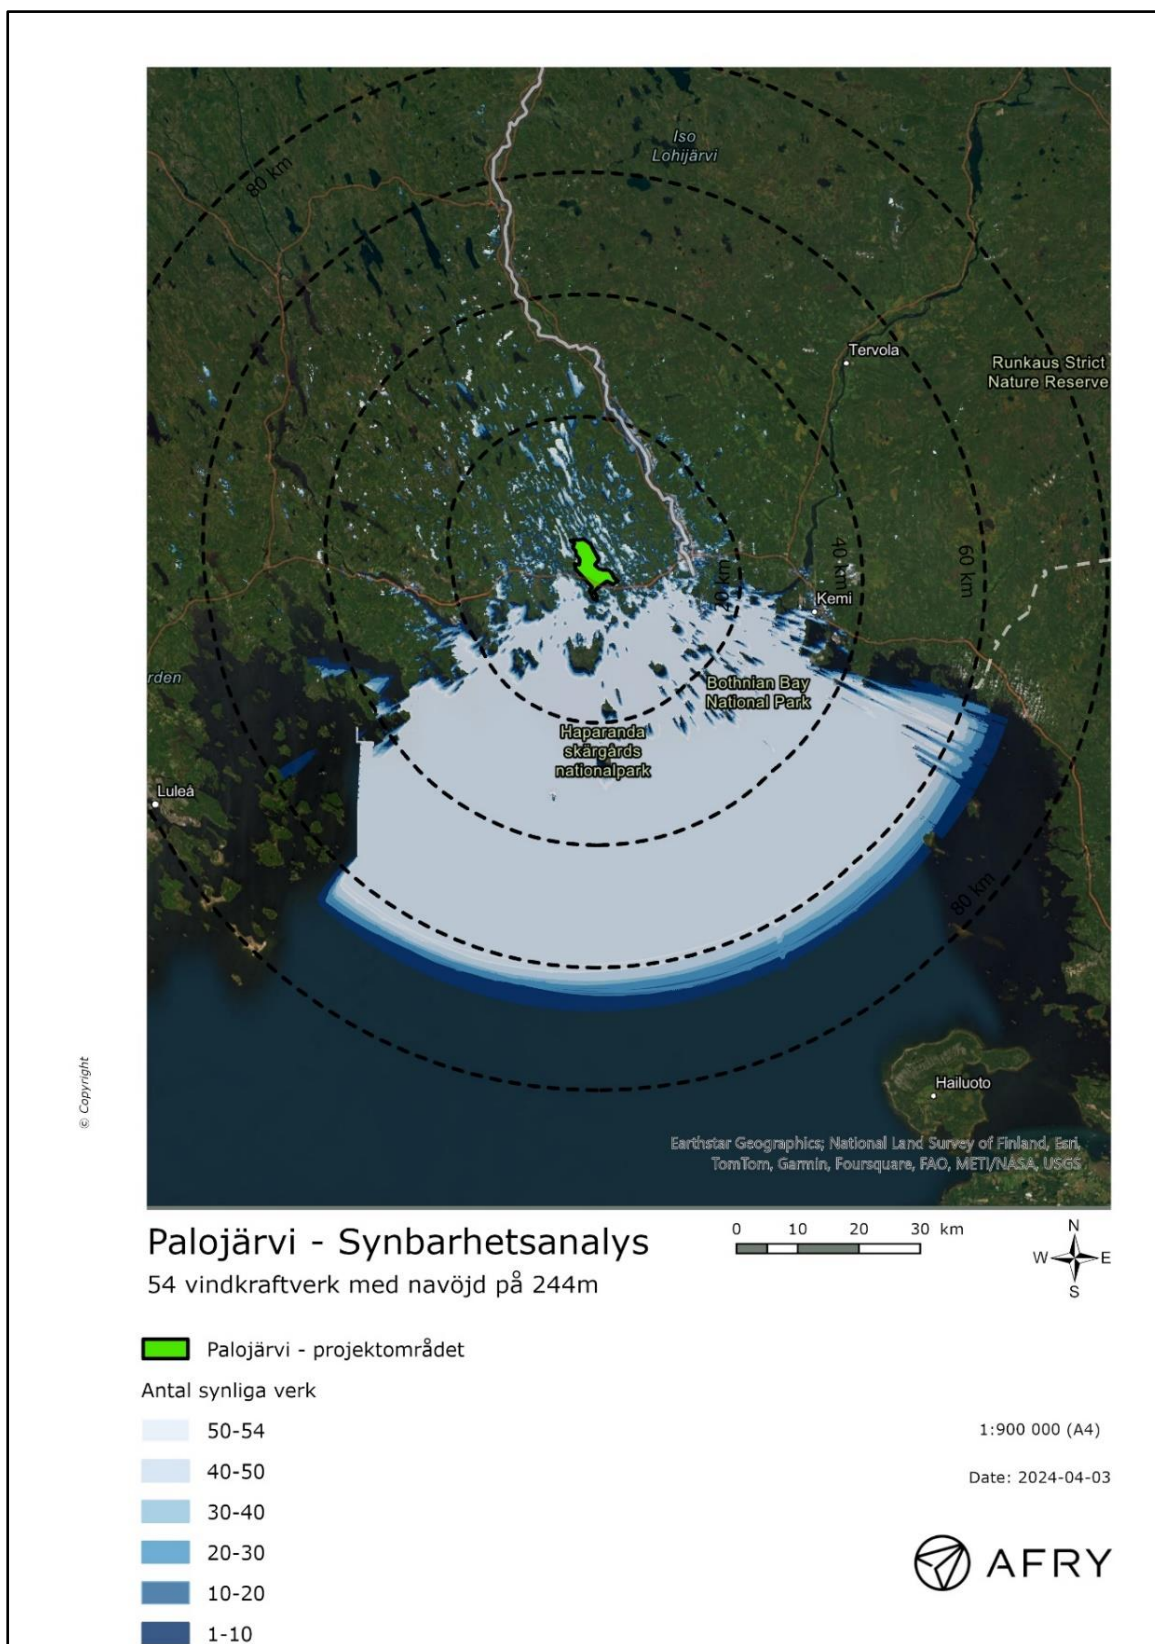 80 km
Iso
Lohijärvi
Tervola
Runkaus Strict
Nature Reserve
40 km
60 km
20 km
Kemi
rden
Bothnian Bay
National Park
Haparanda
skärgårds
nationalpark
Luleå
80 km
Hailuoto
Earthstar Geographics; National Land Survey of Finland, Esri,
TomTom, Garmin, Foursquare, FAO, METI/NASA, USGS
© Copyright
Palojärvi - Synbarhetsanalys
54 vindkraftverk med navöjd på 244m
0 10 20 30 km
N
W E
S
Palojärvi - projektområdet
Antal synliga verk
50-54
40-50
30-40
20-30
10-20
1-10
1:900 000 (A4)
Date: 2024-04-03
AFRY